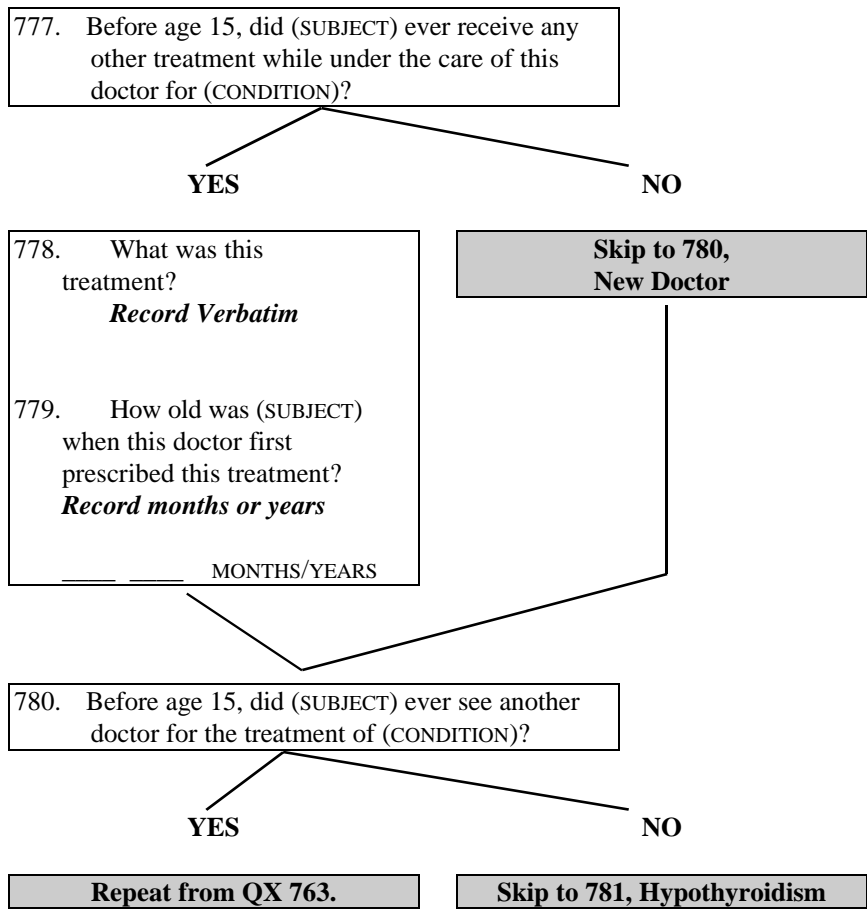 777. Before age 15, did (SUBJECT) ever receive any
other treatment while under the care of this
doctor for (CONDITION)?
YES
NO
778. What was this
treatment?
Record Verbatim
779. How old was (SUBJECT)
when this doctor first
prescribed this treatment?
Record months or years
____ ____ MONTHS/YEARS
Skip to 780,
New Doctor
780. Before age 15, did (SUBJECT) ever see another
doctor for the treatment of (CONDITION)?
YES
NO
Repeat from QX 763.
Skip to 781, Hypothyroidism